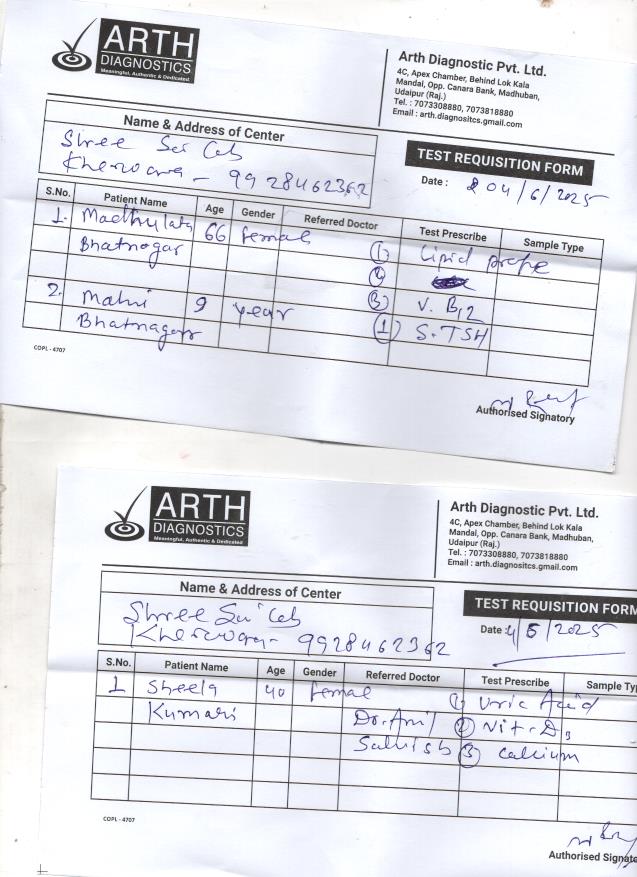 ARTH
DIAGNOSTICS
Meaningful, Authentic & Dedicated
Arth Diagnostic Pvt. Ltd.
4C, Apex Chamber, Behind Lok Kala
Mandal, Opp. Canara Bank, Madhuban,
Udaipur (Raj.)
Tel. : 7073308880, 7073818880
Email : arth.diagnositcs.gmail.com
Name & Address of Center
Shree Sai Lab
Kherwara - 9928462362
TEST REQUISITION FORM
Date : 04/6/2025
S.No. Patient Name Age Gender Referred Doctor Test Prescribe Sample Type
1. Madhulata 66 female ① Lipid profile
Bhatnagar ②
③ V. B12
2. Mahi 9 year ① S.TSH
Bhatnagar
COPL - 4707
Authorised Signatory
ARTH
DIAGNOSTICS
Meaningful, Authentic & Dedicated
Arth Diagnostic Pvt. Ltd.
4C, Apex Chamber, Behind Lok Kala
Mandal, Opp. Canara Bank, Madhuban,
Udaipur (Raj.)
Tel. : 7073308880, 7073818880
Email : arth.diagnositcs.gmail.com
Name & Address of Center
Shree Sai Lab
Kherwara - 9928462362
TEST REQUISITION FORM
Date : 4/5/2025
S.No. Patient Name Age Gender Referred Doctor Test Prescribe Sample Ty
1 Sheela 40 femal ① Uric Acid
Kumari Dr. Anil ② Vit-D3
③ Calcium
COPL - 4707
Authorised Signato